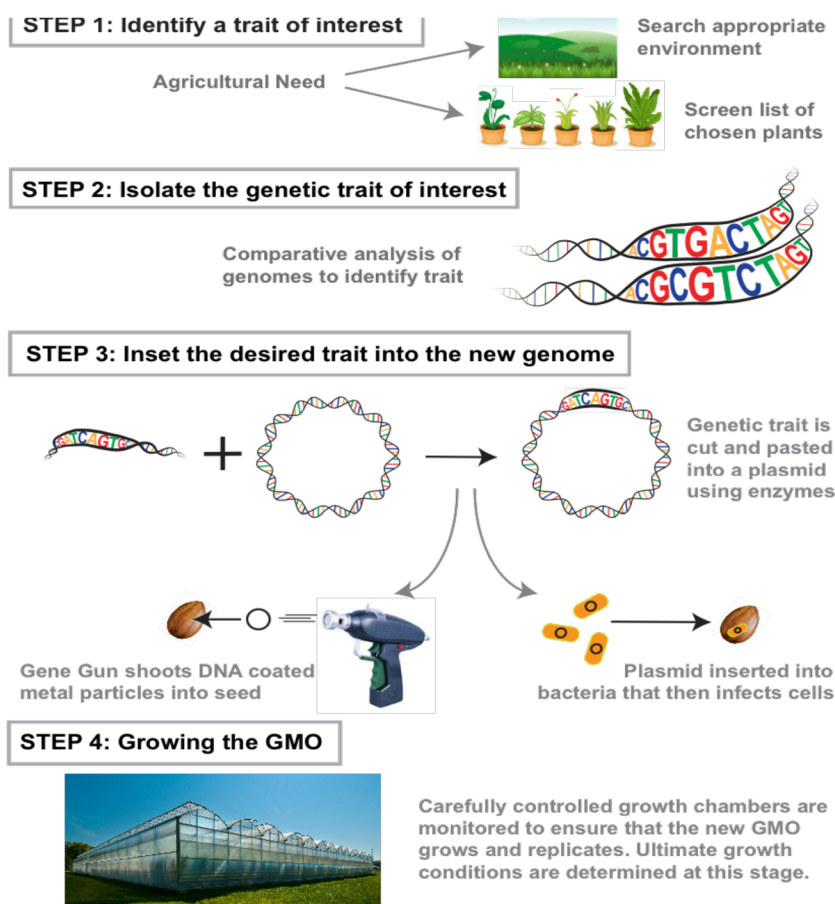 STEP 1: Identify a trait of interest
Agricultural Need
Search appropriate
environment
Screen list of
chosen plants
STEP 2: Isolate the genetic trait of interest
Comparative analysis of
genomes to identify trait
ACGTGACTAGT
ACGCGTCTAGT
STEP 3: Inset the desired trait into the new genome
GATCAGTGC
+
GATCAGTGC
Genetic trait is
cut and pasted
into a plasmid
using enzymes
Gene Gun shoots DNA coated
metal particles into seed
Plasmid inserted into
bacteria that then infects cells
STEP 4: Growing the GMO
Carefully controlled growth chambers are
monitored to ensure that the new GMO
grows and replicates. Ultimate growth
conditions are determined at this stage.